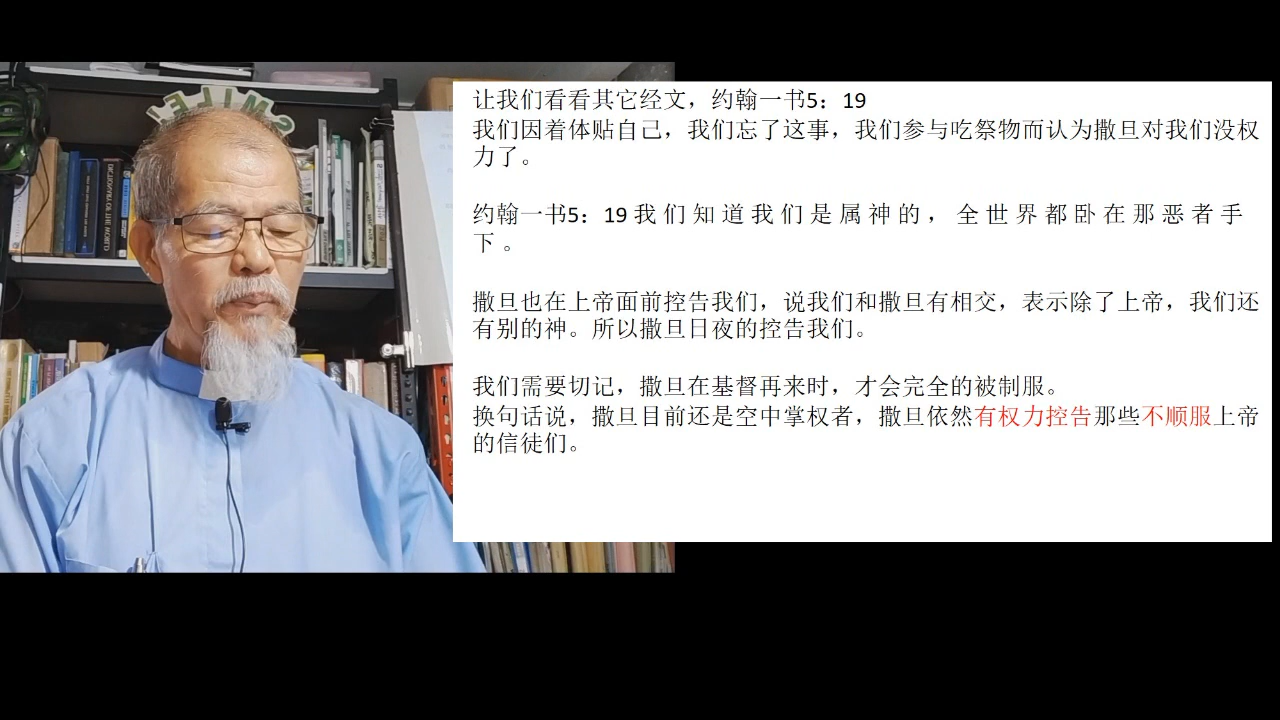 SMILE!
DICTIONARY OF THE WORLD
让我们看看其它经文，约翰一书5：19
我们因着体贴自己，我们忘了这事，我们参与吃祭物而认为撒旦对我们没权
力了。
约翰一书5：19 我 们 知 道 我 们 是 属 神 的 ， 全 世 界 都 卧 在 那 恶 者 手
下 。
撒旦也在上帝面前控告我们，说我们和撒旦有相交，表示除了上帝，我们还
有别的神。所以撒旦日夜的控告我们。
我们需要切记，撒旦在基督再来时，才会完全的被制服。
换句话说，撒旦目前还是空中掌权者，撒旦依然有权力控告那些不顺服上帝
的信徒们。